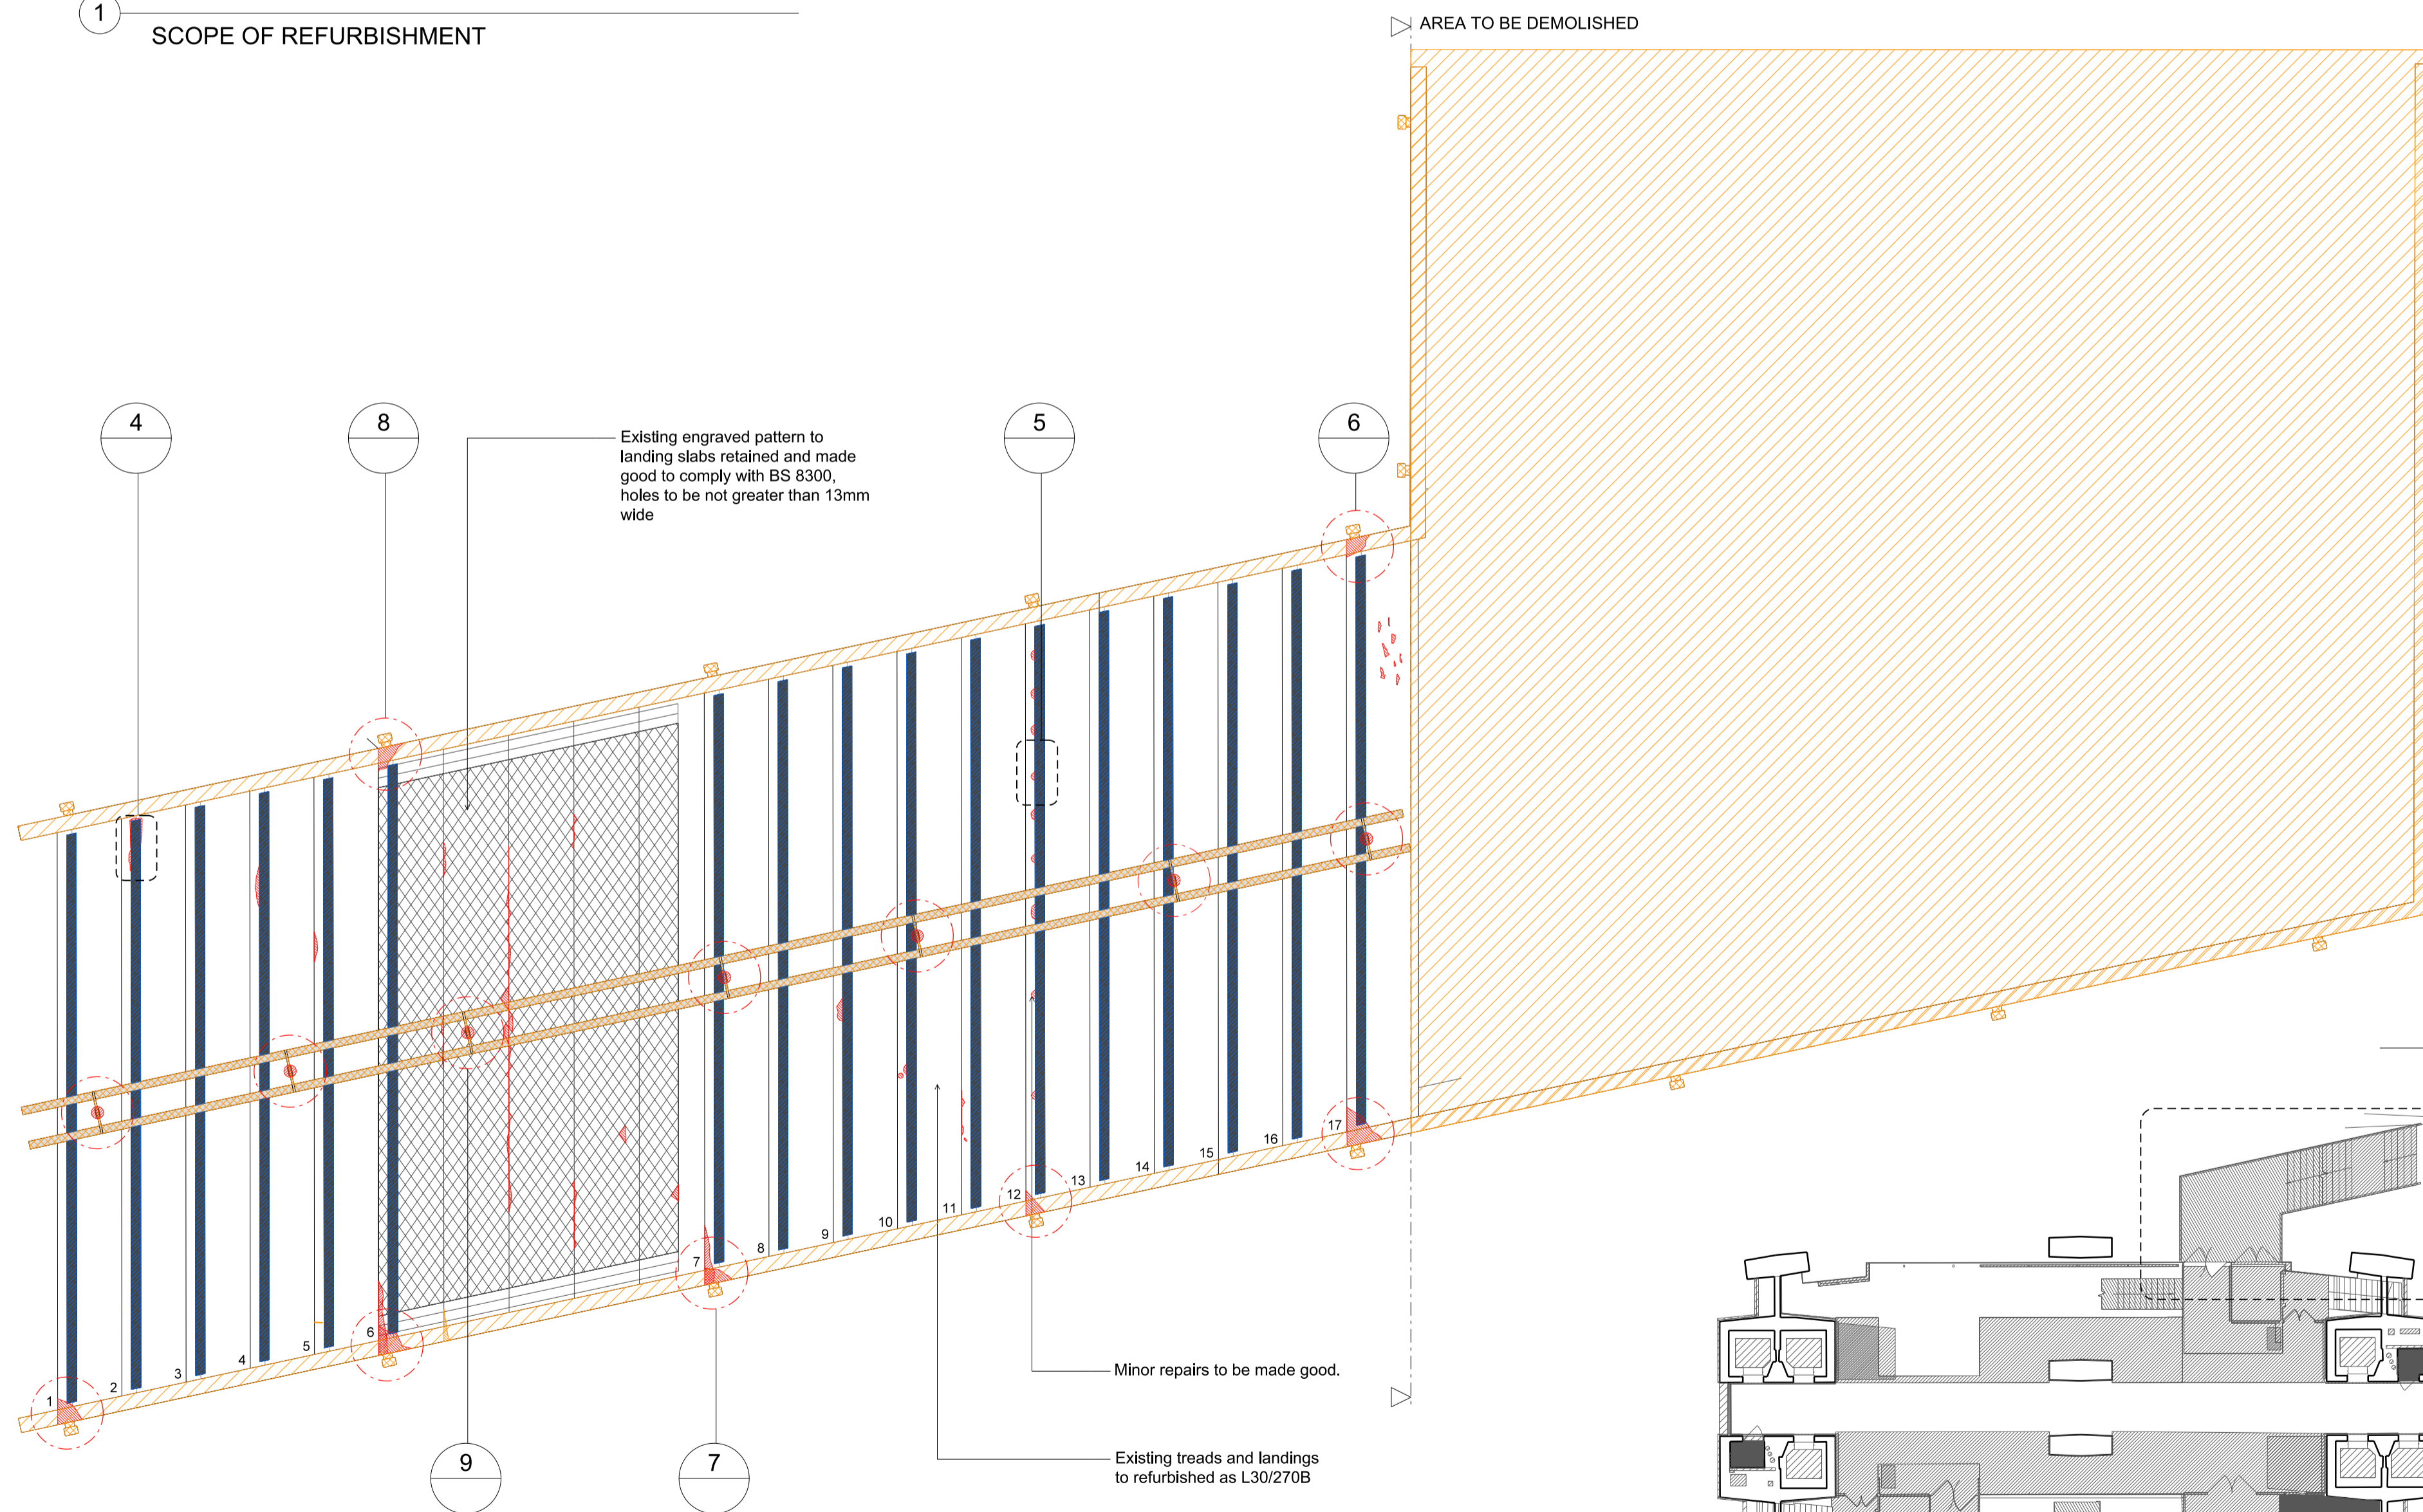 1
SCOPE OF REFURBISHMENT
AREA TO BE DEMOLISHED
4
8
Existing engraved pattern to
landing slabs retained and made
good to comply with BS 8300,
holes to be not greater than 13mm
wide
5
6
1
2
3
4
5
6
7
8
9
10
11
12
13
14
15
16
17
Minor repairs to be made good.
Existing treads and landings
to refurbished as L30/270B
9
7